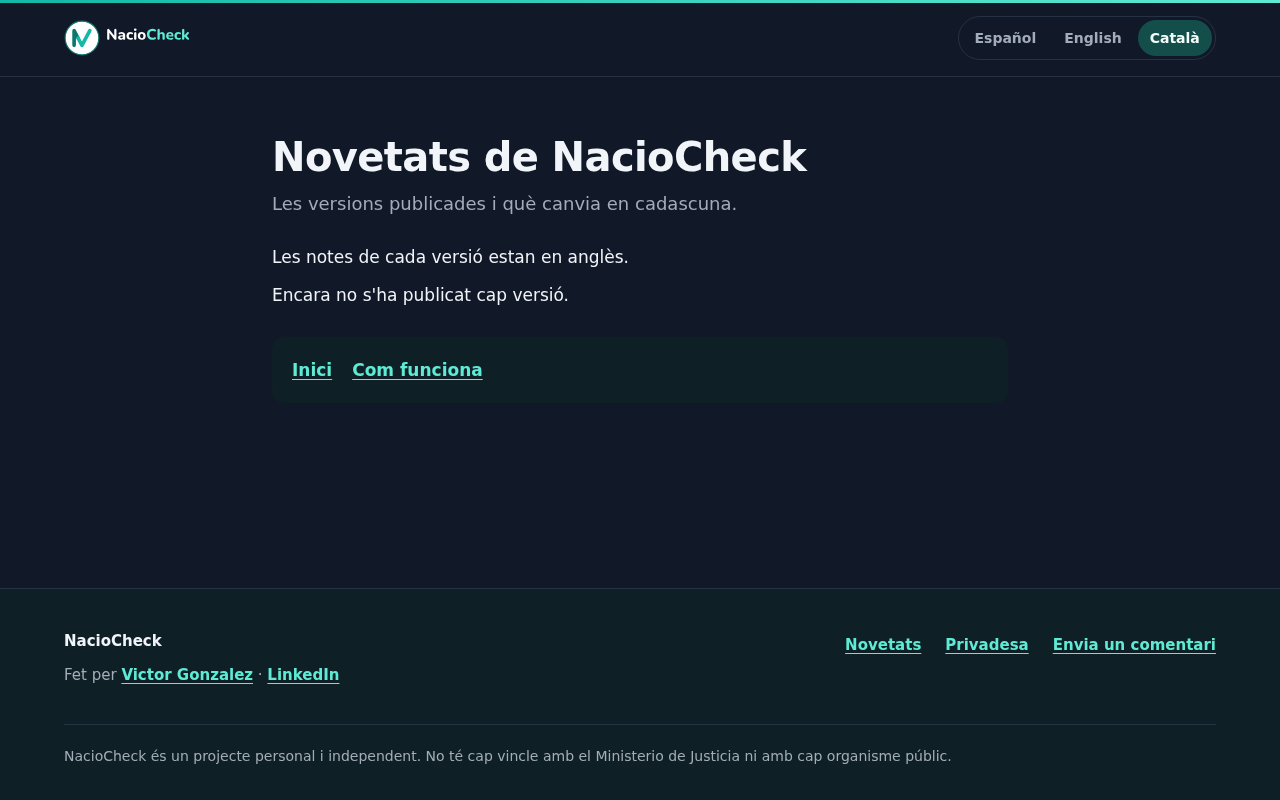 NacioCheck
Español English Català
Novetats de NacioCheck
Les versions publicades i què canvia en cadascuna.
Les notes de cada versió estan en anglès.
Encara no s'ha publicat cap versió.
Inici Com funciona
NacioCheck
Fet per Victor Gonzalez · LinkedIn
Novetats Privadesa Envia un comentari
NacioCheck és un projecte personal i independent. No té cap vincle amb el Ministerio de Justicia ni amb cap organisme públic.